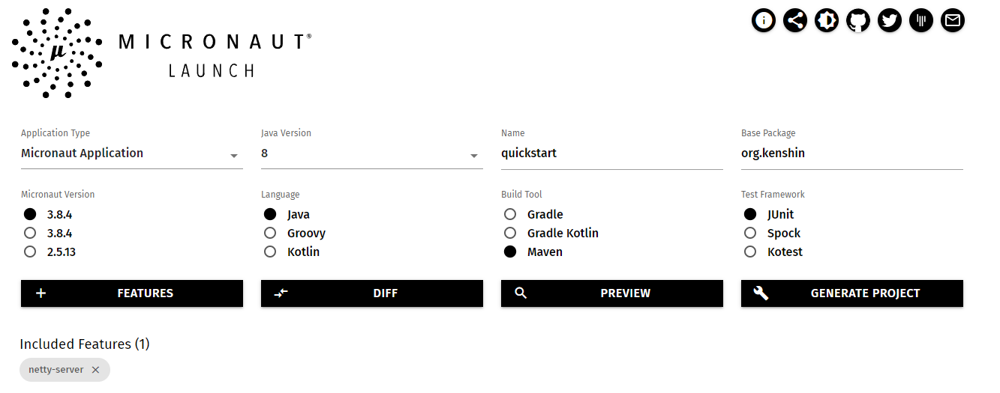 MICRONAUT®
LAUNCH
Application Type
Java Version
Name
Base Package
Micronaut Application
8
quickstart
org.kenshin
Micronaut Version
Language
Build Tool
Test Framework
3.8.4
Java
Gradle
JUnit
3.8.4
Groovy
Gradle Kotlin
Spock
2.5.13
Kotlin
Maven
Kotest
FEATURES
DIFF
PREVIEW
GENERATE PROJECT
Included Features (1)
netty-server